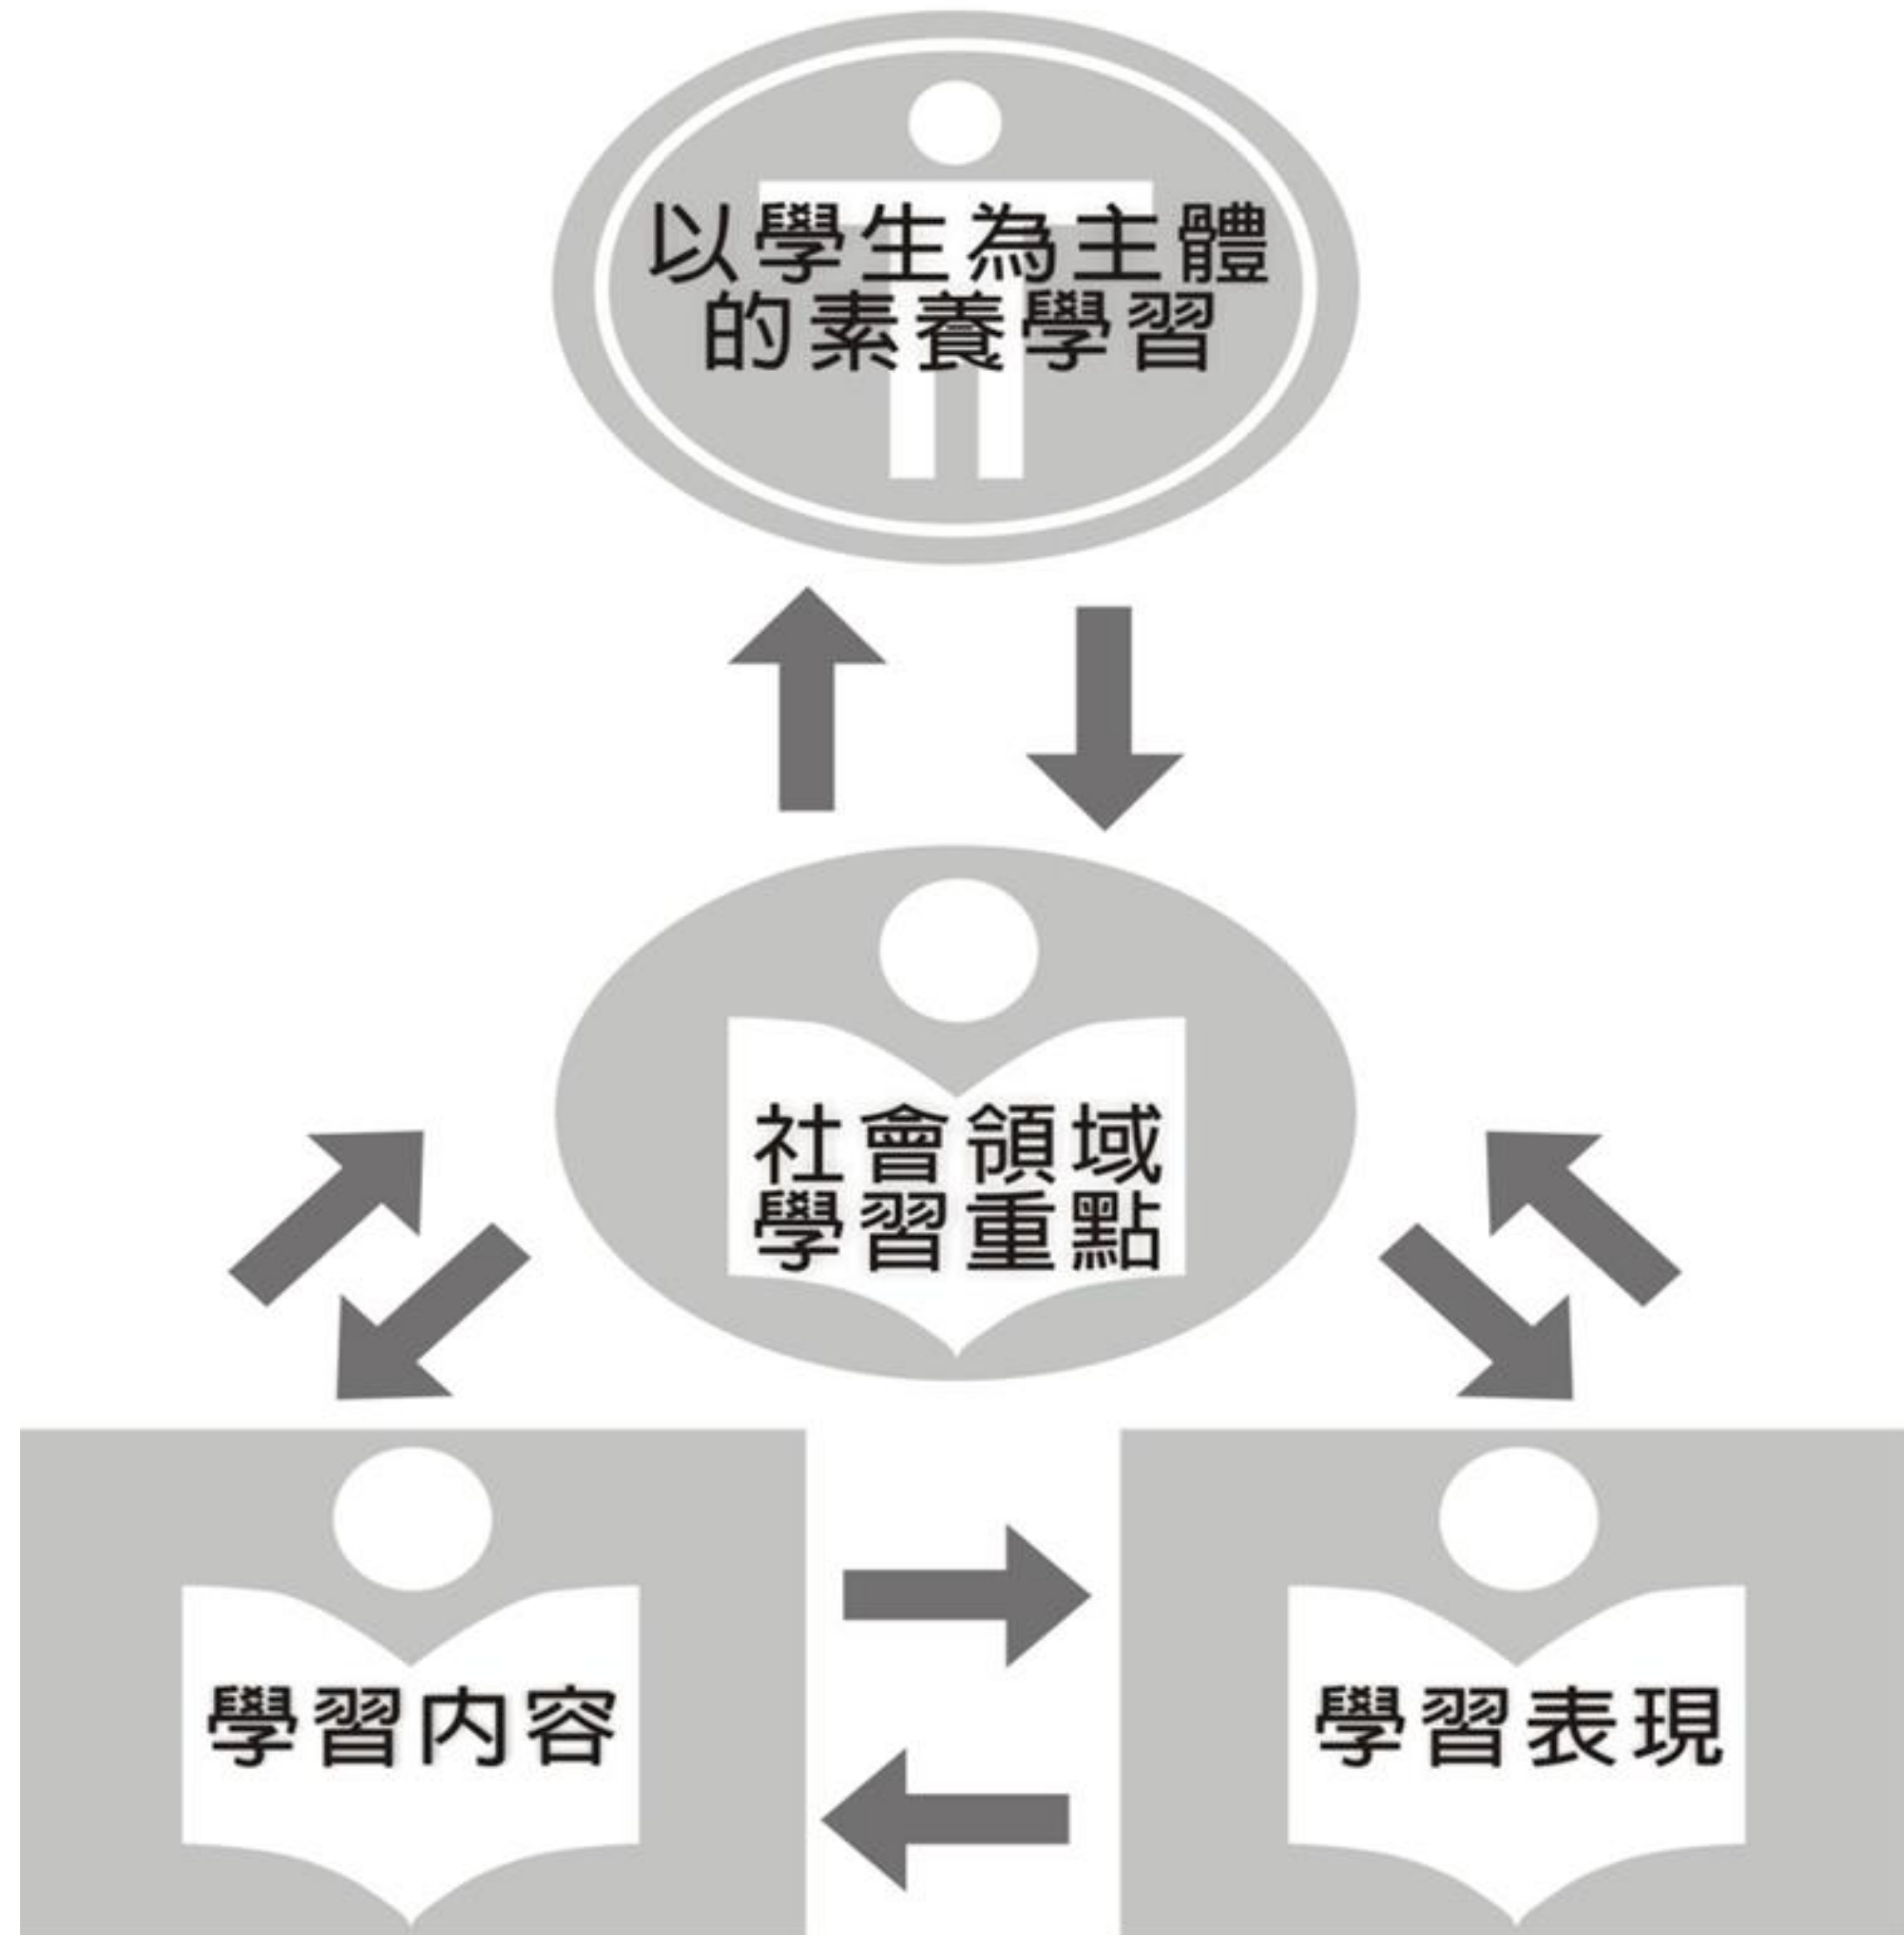 以學生為主體
的素養學習
社會領域
學習重點
學習內容
學習表現